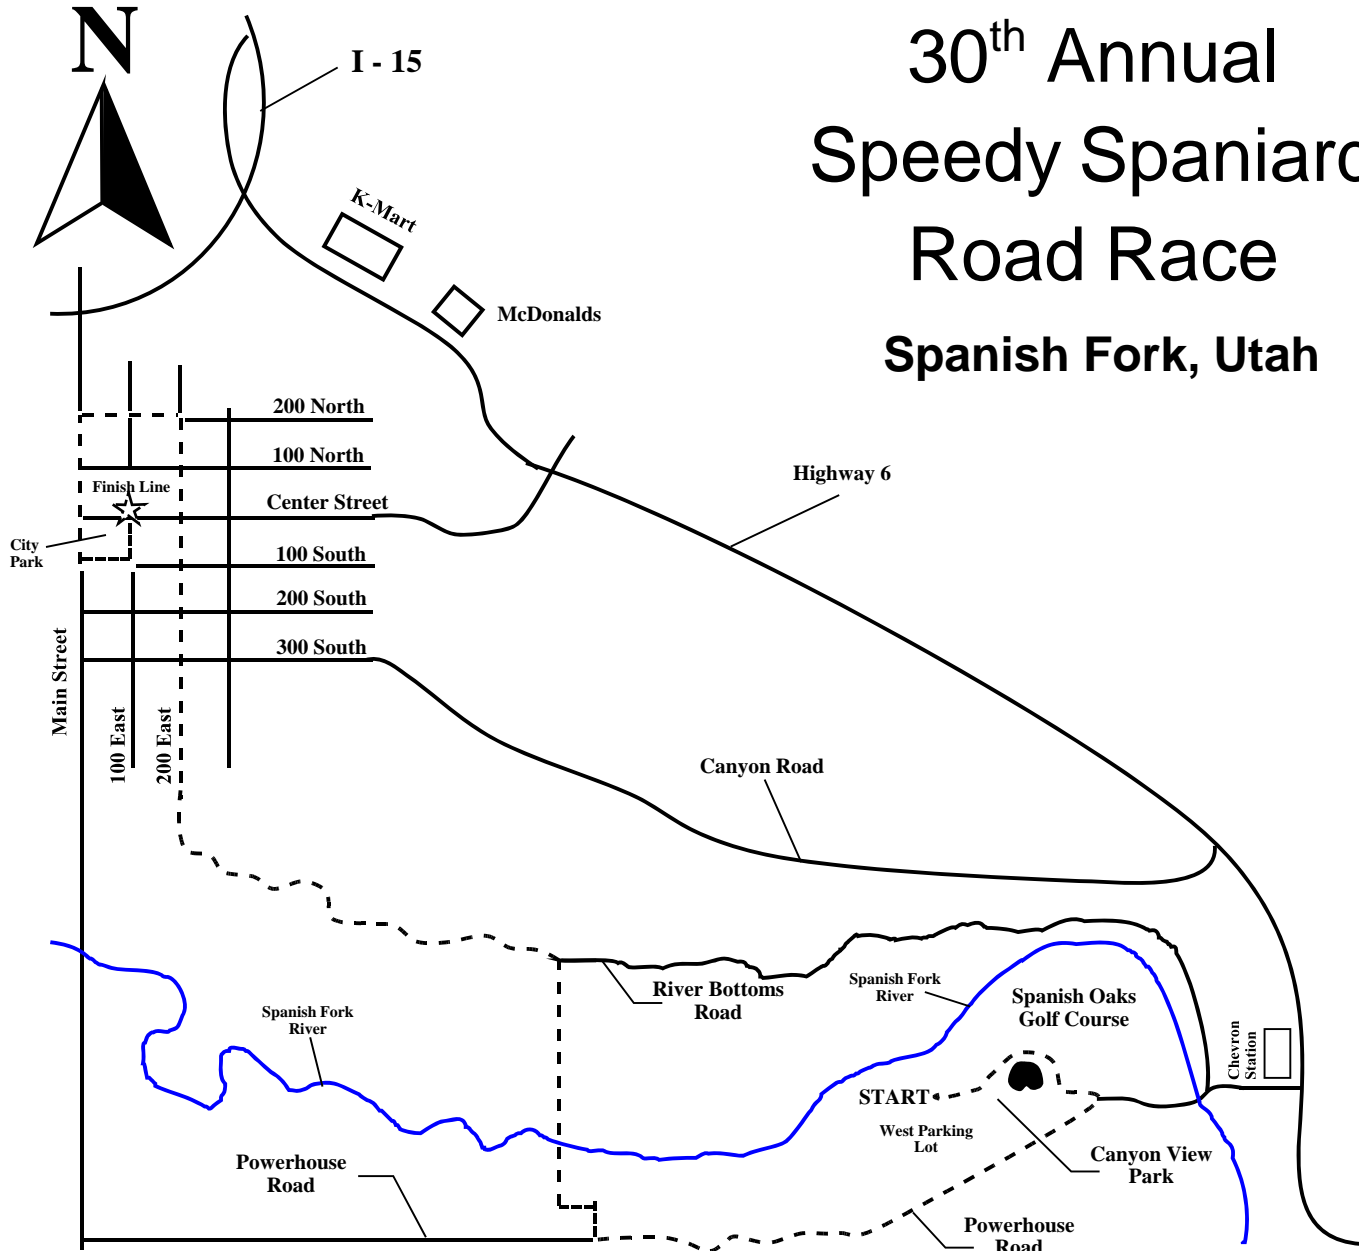 N
I - 15
30th Annual
Speedy Spaniard
Road Race
Spanish Fork, Utah
K-Mart
McDonalds
200 North
100 North
Finish Line
Center Street
City
Park
100 South
200 South
300 South
Highway 6
Main Street
100 East
200 East
Canyon Road
River Bottoms
Road
Spanish Fork
River
Spanish Oaks
Golf Course
Spanish Fork
River
Chevron
Station
START
West Parking
Lot
Canyon View
Park
Powerhouse
Road
Powerhouse
Road